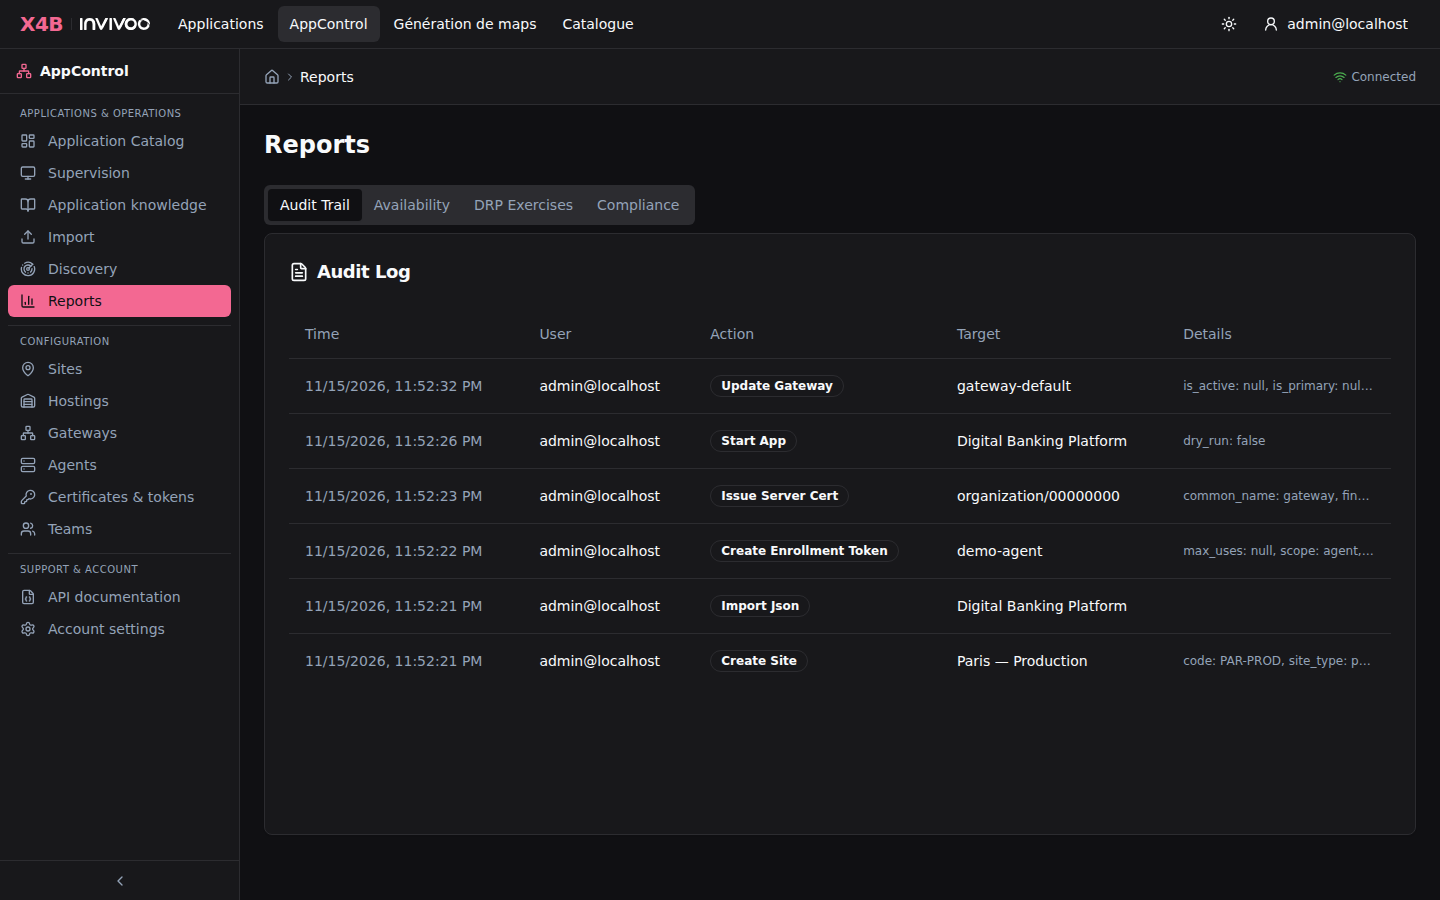 X4B INVIVOO Applications AppControl Génération de maps Catalogue admin@localhost
AppControl
Reports
Connected
APPLICATIONS & OPERATIONS
Application Catalog
Supervision
Application knowledge
Import
Discovery
Reports
CONFIGURATION
Sites
Hostings
Gateways
Agents
Certificates & tokens
Teams
SUPPORT & ACCOUNT
API documentation
Account settings
Reports
Audit Trail Availability DRP Exercises Compliance
Audit Log
Time User Action Target Details
11/15/2026, 11:52:32 PM admin@localhost Update Gateway gateway-default is_active: null, is_primary: nul...
11/15/2026, 11:52:26 PM admin@localhost Start App Digital Banking Platform dry_run: false
11/15/2026, 11:52:23 PM admin@localhost Issue Server Cert organization/00000000 common_name: gateway, fin...
11/15/2026, 11:52:22 PM admin@localhost Create Enrollment Token demo-agent max_uses: null, scope: agent,...
11/15/2026, 11:52:21 PM admin@localhost Import Json Digital Banking Platform
11/15/2026, 11:52:21 PM admin@localhost Create Site Paris — Production code: PAR-PROD, site_type: p...